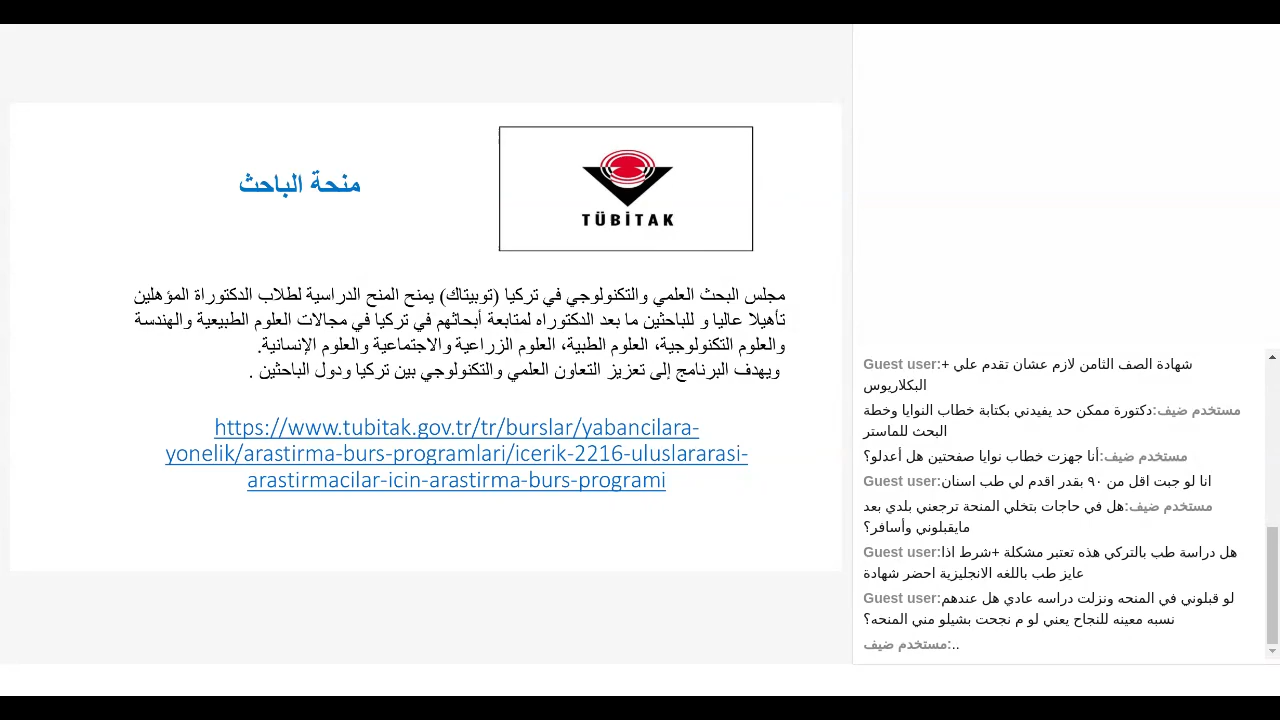 TÜBİTAK
منحة الباحث
مجلس البحث العلمي والتكنولوجي في تركيا (توبيتاك) يمنح المنح الدراسية لطلاب الدكتوراة المؤهلين
تأهيلا عاليا و للباحثين ما بعد الدكتوراه لمتابعة أبحاثهم في تركيا في مجالات العلوم الطبيعية والهندسة
والعلوم التكنولوجية، العلوم الطبية، العلوم الزراعية والاجتماعية والعلوم الإنسانية.
ويهدف البرنامج إلى تعزيز التعاون العلمي والتكنولوجي بين تركيا ودول الباحثين .
https://www.tubitak.gov.tr/tr/burslar/yabancilara-
yonelik/arastirma-burs-programlari/icerik-2216-uluslararasi-
arastirmacilar-icin-arastirma-burs-programi
Guest user:+ شهادة الصف الثامن لازم عشان تقدم علي
البكلاريوس
مستخدم ضيف:دكتورة ممكن حد يفيدني بكتابة خطاب النوايا وخطة
البحث للماستر
مستخدم ضيف:أنا جهزت خطاب نوايا صفحتين هل أعدلو؟
Guest user:انا لو جبت اقل من ٩٠ بقدر اقدم لي طب اسنان
مستخدم ضيف:هل في حاجات بتخلي المنحة ترجعني بلدي بعد
مايقبلوني وأسافر؟
Guest user:هل دراسة طب بالتركي هذه تعتبر مشكلة +شرط اذا
عايز طب باللغه الانجليزية احضر شهادة
Guest user:لو قبلوني في المنحه ونزلت دراسه عادي هل عندهم
نسبه معينه للنجاح يعني لو م نجحت بشيلو مني المنحه؟
مستخدم ضيف:..